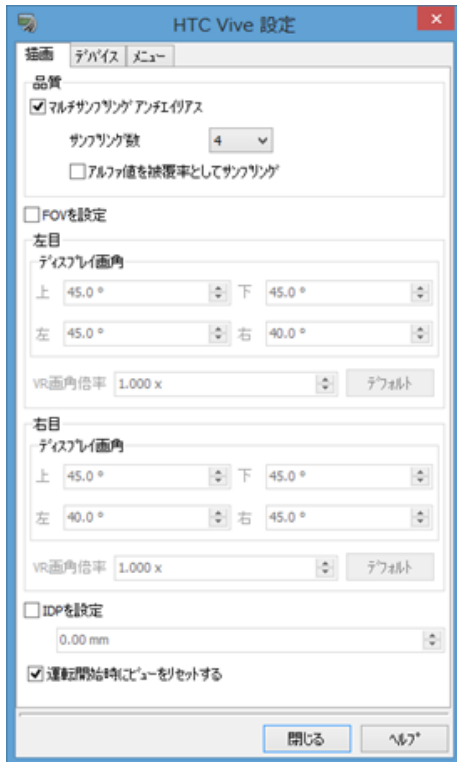 HTC Vive 設定
描画 デバイス メニュー
品質
マルチサンプリングアンチエイリアス
サンプリング数 4
アルファ値を被覆率としてサンプリング
FOVを設定
左目
ディスプレイ画角
上 45.0 ° 下 45.0 °
左 45.0 ° 右 40.0 °
VR画角倍率 1.000 x デフォルト
右目
ディスプレイ画角
上 45.0 ° 下 45.0 °
左 40.0 ° 右 45.0 °
VR画角倍率 1.000 x デフォルト
IDPを設定
0.00 mm
運転開始時にビューをリセットする
閉じる ヘルプ